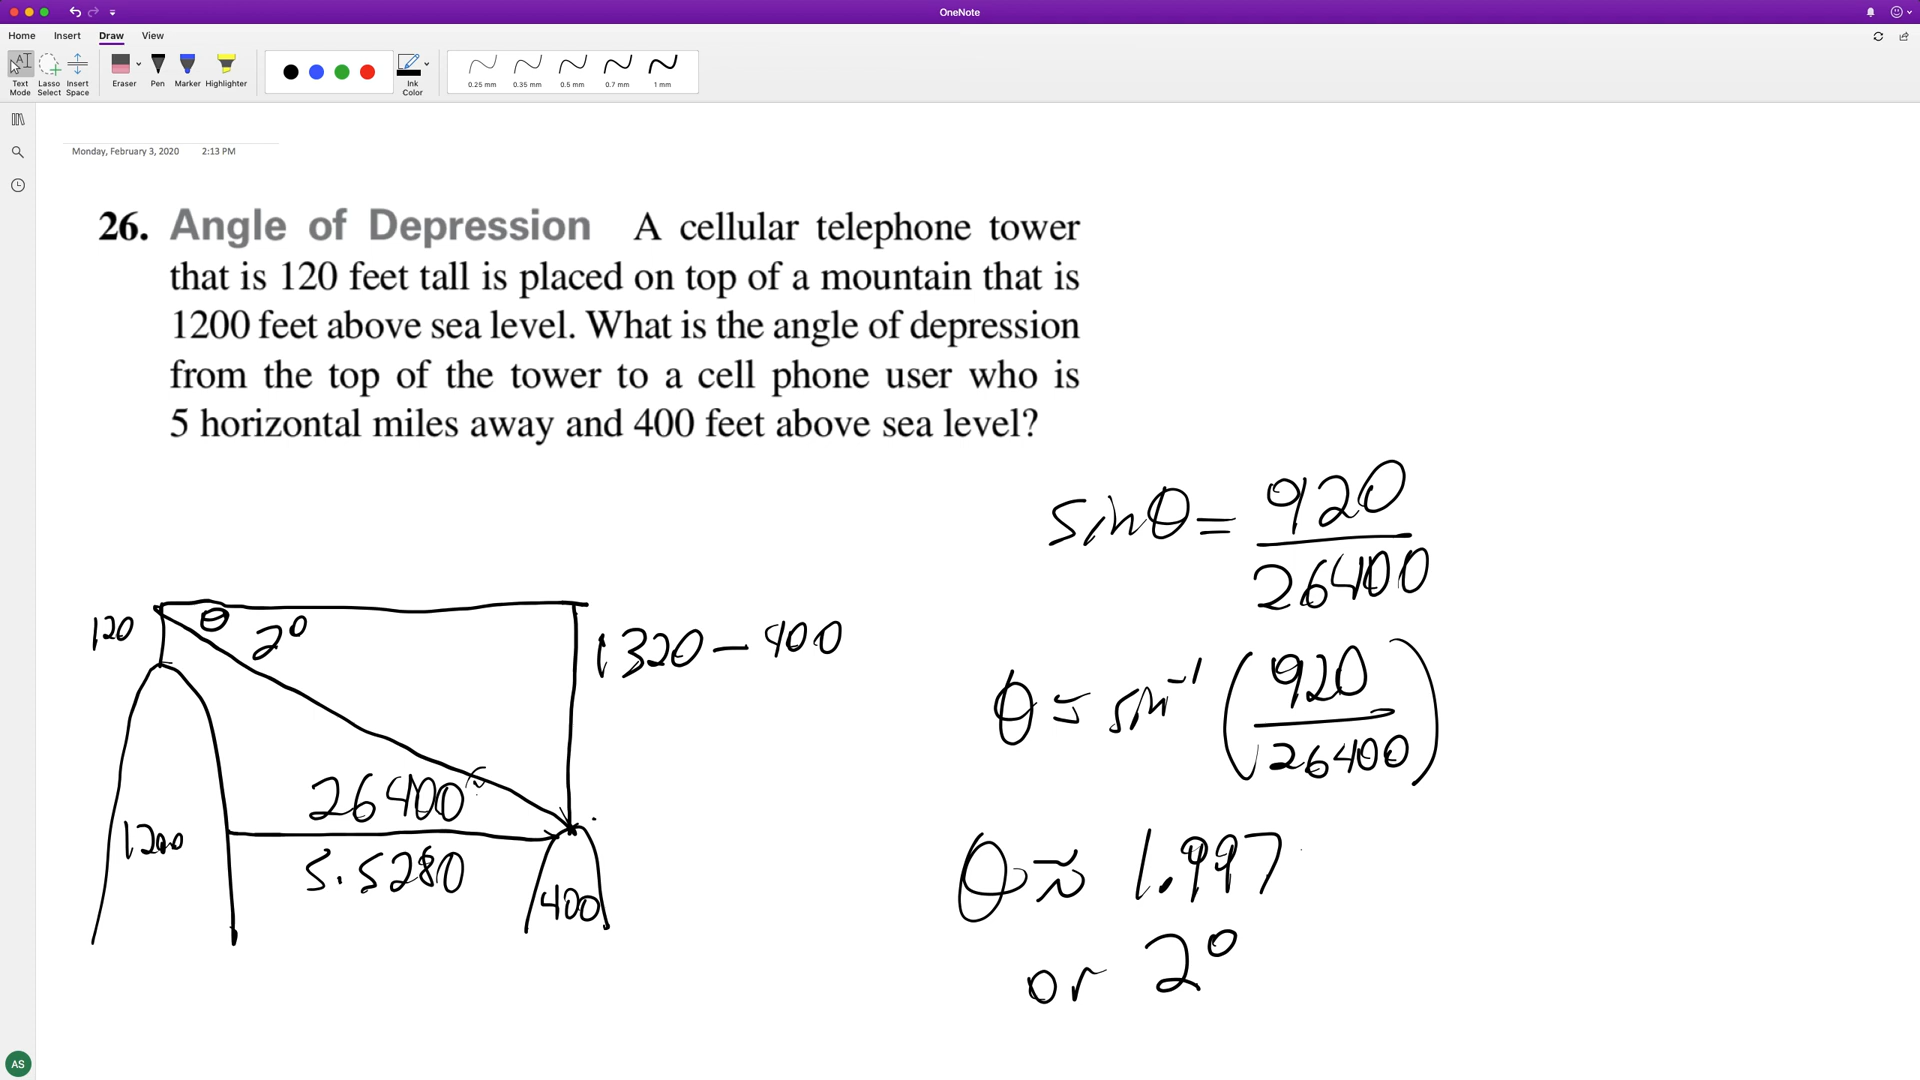 OneNote
Home Insert Draw View
Text Mode
Lasso Select
Insert Space
Eraser
Pen
Marker
Highlighter
Ink Color
0.25 mm
0.35 mm
0.5 mm
0.7 mm
1 mm
Monday, February 3, 2020 2:13 PM
26. Angle of Depression A cellular telephone tower
that is 120 feet tall is placed on top of a mountain that is
1200 feet above sea level. What is the angle of depression
from the top of the tower to a cell phone user who is
5 horizontal miles away and 400 feet above sea level?
120
θ
2°
1320 - 400
26400
5.5280
1200
400
sinθ = 920/26400
θ = sin⁻¹(920/26400)
θ ≈ 1.997
or 2°
AS